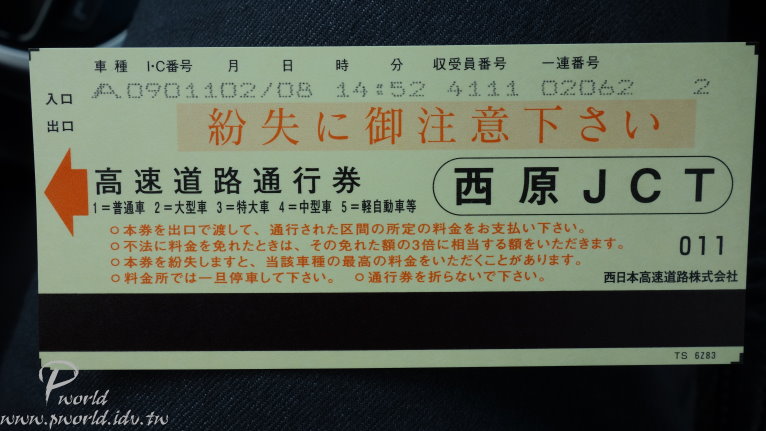 車種 I・C番号 月 日 時 分 収受員番号 一連番号
入口 A0901102/08 14:52 4111 02062 2
出口 紛失に御注意下さい
高速道路通行券
西原JCT
1=普通車 2=大型車 3=特大車 4=中型車 5=軽自動車等
○本券を出口で渡して、通行された区間の所定の料金をお支払い下さい。
○不法に料金を免れたときは、その免れた額の3倍に相当する額をいただきます。
○本券を紛失しますと、当該車種の最高の料金をいただくことがあります。
○料金所では一旦停車して下さい。 ○通行券を折らないで下さい。
011
西日本高速道路株式会社
TS 6283
Pworld
www.pworld.idv.tw